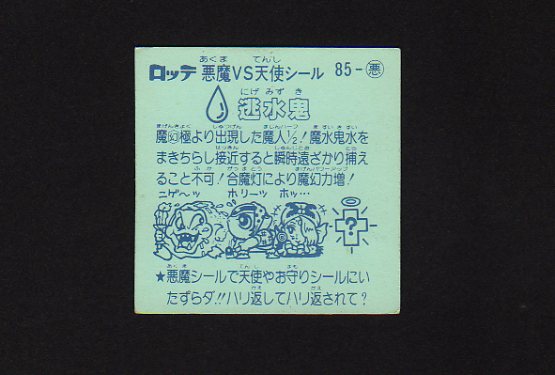 ロッテ 悪魔VS天使シール 85-悪
逃水鬼
魔幻極より出現した魔人½!魔水鬼水を
まきちらし接近すると瞬時遠ざかり捕え
ること不可!合魔灯により魔幻力増!
ニゲ〜ッ ホリーッ ホッ…
?
★悪魔シールで天使やお守りシールにい
たずらダ!!ハリ返してハリ返されて?